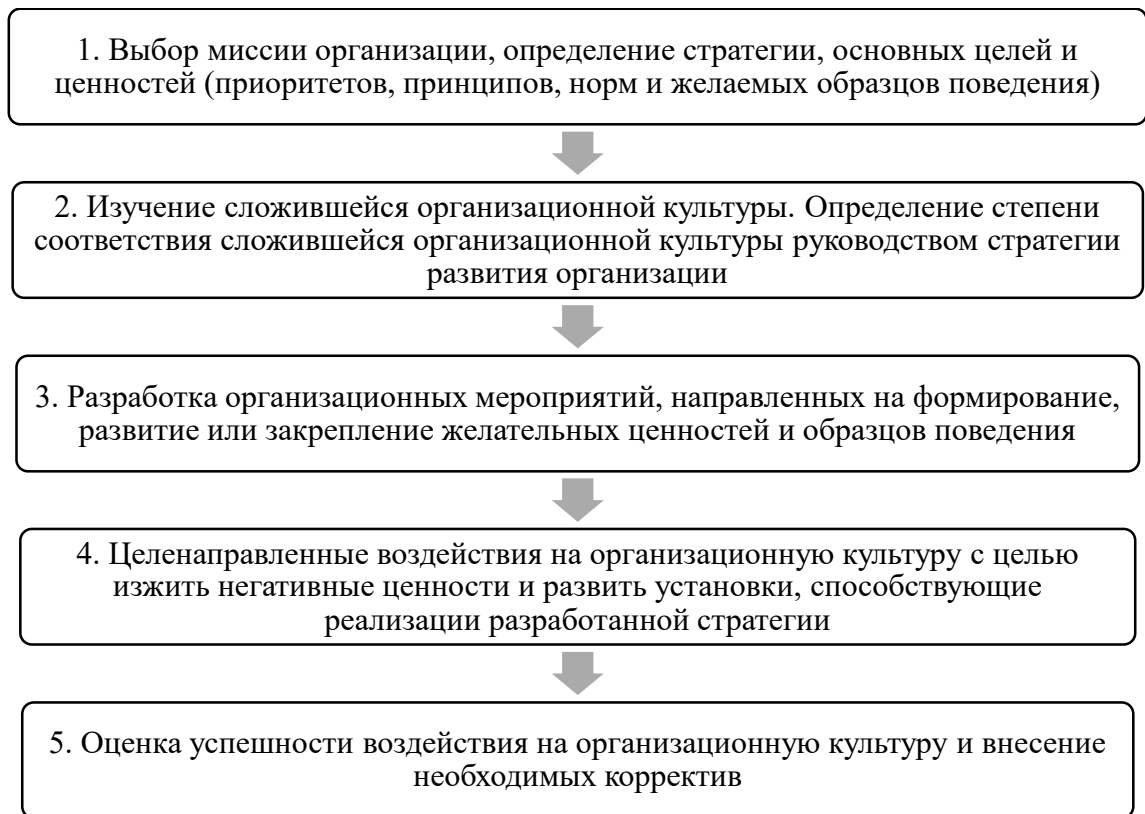 1. Выбор миссии организации, определение стратегии, основных целей и
ценностей (приоритетов, принципов, норм и желаемых образцов поведения)
2. Изучение сложившейся организационной культуры. Определение степени
соответствия сложившейся организационной культуры руководством стратегии
развития организации
3. Разработка организационных мероприятий, направленных на формирование,
развитие или закрепление желательных ценностей и образцов поведения
4. Целенаправленные воздействия на организационную культуру с целью
изжить негативные ценности и развить установки, способствующие
реализации разработанной стратегии
5. Оценка успешности воздействия на организационную культуру и внесение
необходимых корректив